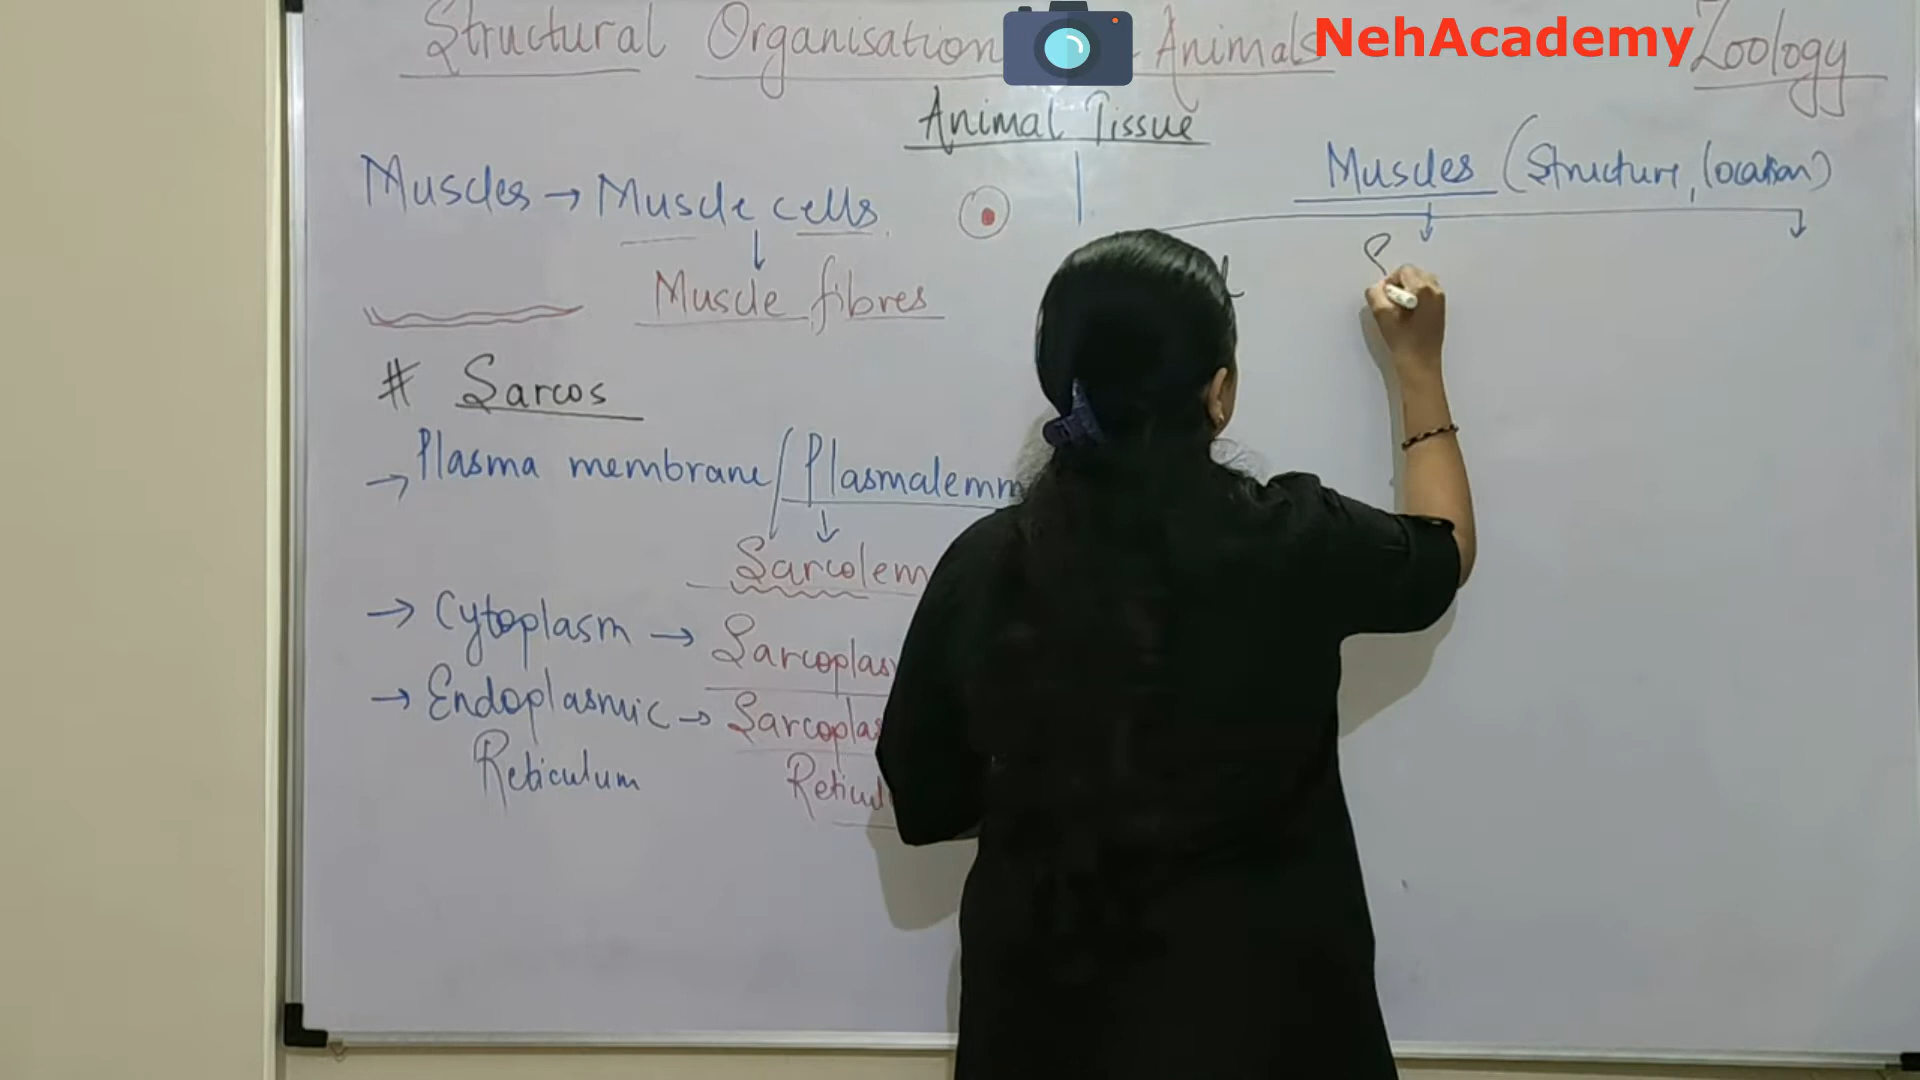 Structural Organisation Animals
NehAcademy
Zoology
Animal Tissue
Muscles → Muscle cells
Muscle fibres
Muscles (Structure, location)
# Sarcos
→ Plasma membrane / Plasmalemm
Sarcolem
→ Cytoplasm → Sarcoplas
→ Endoplasmic → Sarcoplas
Reticulum Reticul